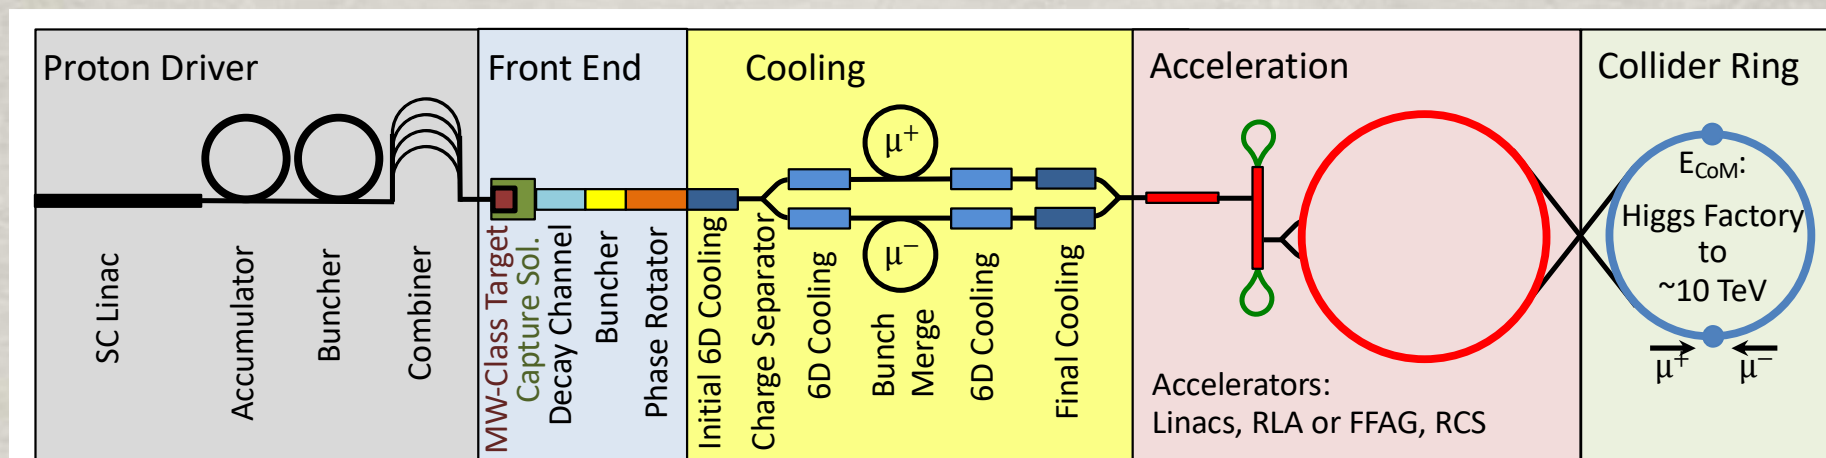 Proton Driver
Front End
Cooling
Acceleration
Collider Ring
SC Linac
Accumulator
Buncher
Combiner
MW-Class Target
Capture Sol.
Decay Channel
Buncher
Phase Rotator
Initial 6D Cooling
Charge Separator
6D Cooling
μ+
μ−
Bunch
Merge
6D Cooling
Final Cooling
Accelerators:
Linacs, RLA or FFAG, RCS
ECoM:
Higgs Factory
to
~10 TeV
μ+
μ−